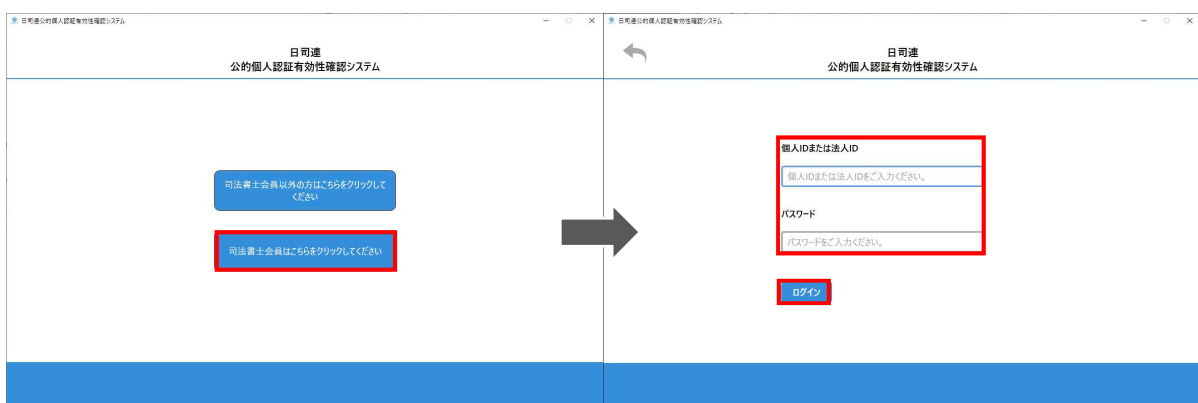 日司連公的個人認証有効性確認システム
日司連
公的個人認証有効性確認システム
司法書士会員以外の方はこちらをクリックして
ください
司法書士会員はこちらをクリックしてください
日司連公的個人認証有効性確認システム
日司連
公的個人認証有効性確認システム
個人IDまたは法人ID
個人IDまたは法人IDをご入力ください。
パスワード
パスワードをご入力ください。
ログイン